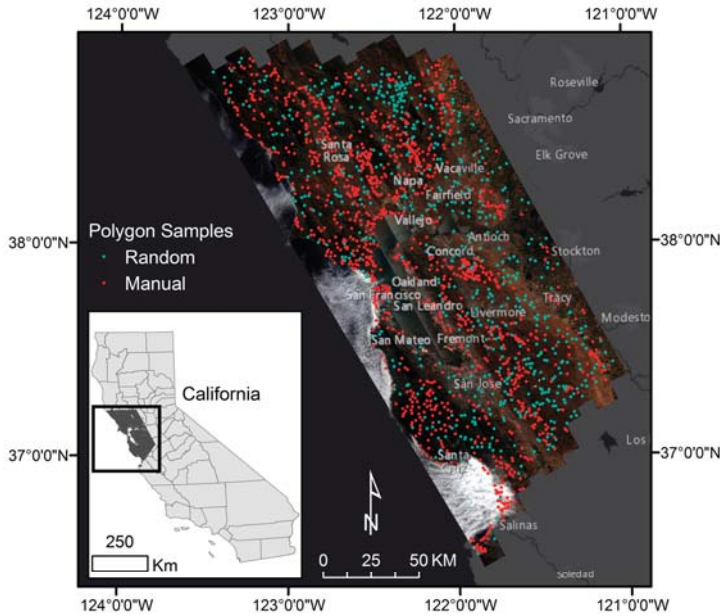 124°0'0"W 123°0'0"W 122°0'0"W 121°0'0"W
Roseville
Sacramento
Elk Grove
Santa
Rosa
Vacaville
Napa
Fairfield
Vallejo
38°0'0"N 38°0'0"N
Polygon Samples
Random
Manual
Antioch
Concord
Stockton
Oakland
San Francisco
San Leandro
Tracy
Livermore
Modesto
San Mateo
Fremont
San Jose
California
37°0'0"N 37°0'0"N
Los
Santa
Cruz
Salinas
N
250
Km
0 25 50 KM
Soledad
124°0'0"W 123°0'0"W 122°0'0"W 121°0'0"W